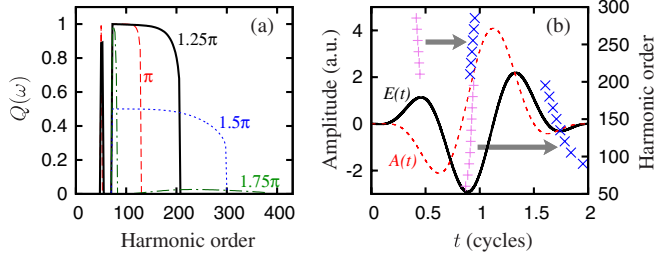 (a)
1.25π
π
1.5π
1.75π
Q(ω)
1
0.8
0.6
0.4
0.2
0
0 100 200 300 400
Harmonic order
(b)
E(t)
A(t)
Amplitude (a.u.)
4
2
0
-2
0 0.5 1 1.5 2
t (cycles)
300
250
200
150
100
50
Harmonic order